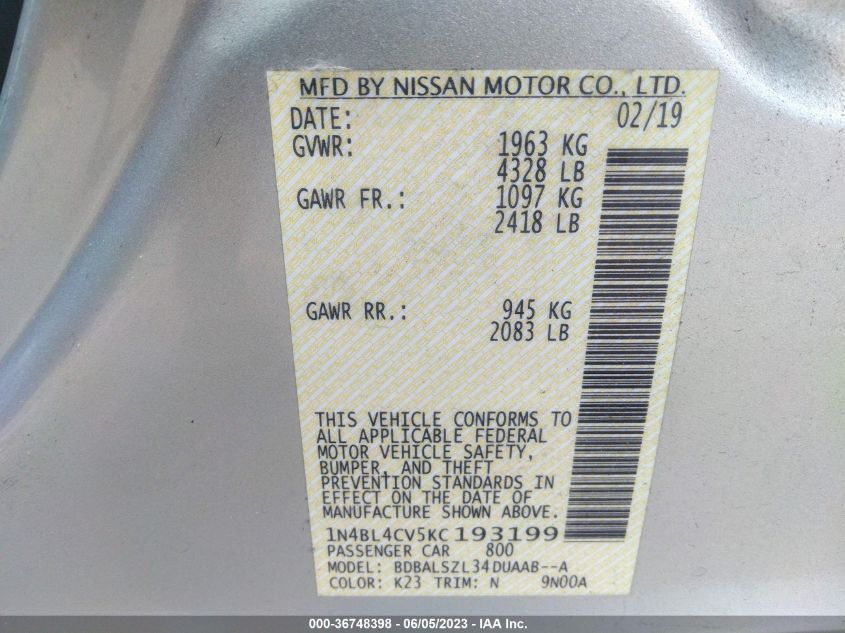 MFD BY NISSAN MOTOR CO., LTD.
DATE: 02/19
GVWR: 1963 KG
4328 LB
GAWR FR.: 1097 KG
2418 LB
GAWR RR.: 945 KG
2083 LB
THIS VEHICLE CONFORMS TO
ALL APPLICABLE FEDERAL
MOTOR VEHICLE SAFETY,
BUMPER, AND THEFT
PREVENTION STANDARDS IN
EFFECT ON THE DATE OF
MANUFACTURE SHOWN ABOVE.
1N4BL4CV5KC193199
PASSENGER CAR 800
MODEL: BDBALSZL34DUAAB--A
COLOR: K23 TRIM: N 9N00A
000-36748398 - 06/05/2023 - IAA Inc.